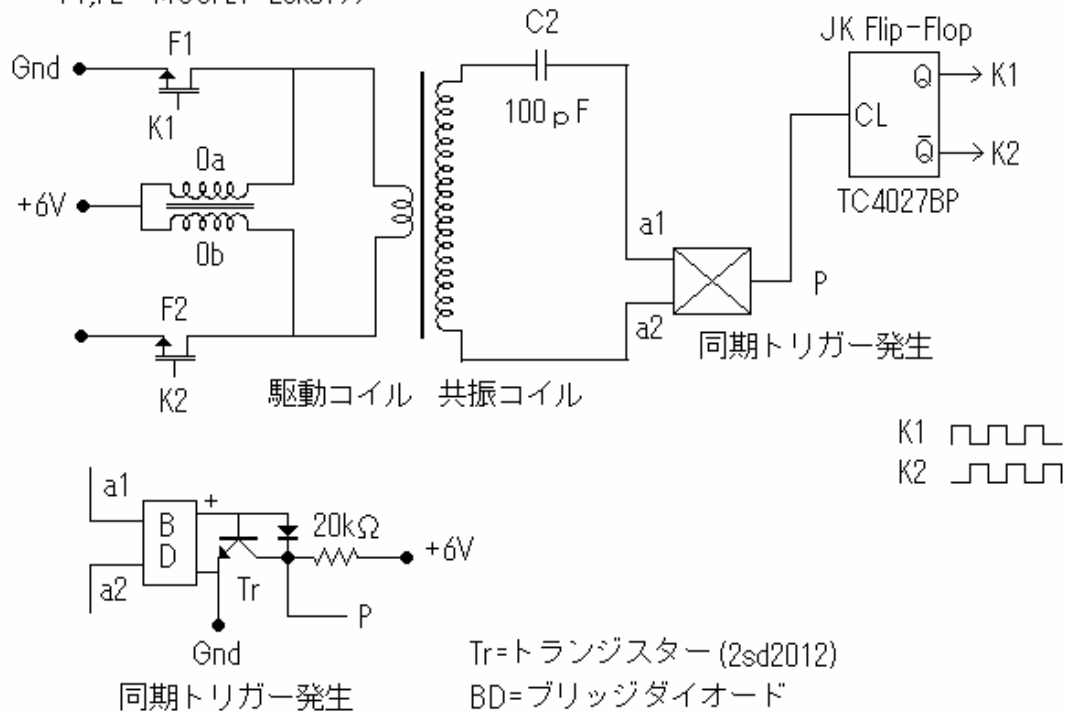 F1
Gnd
K1
0a
+6V
0b
F2
K2
C2
100pF
JK Flip-Flop
CL
Q
K1
Q̅
K2
TC4027BP
a1
a2
P
同期トリガー発生
駆動コイル 共振コイル
K1
K2
a1
a2
B
D
+
20kΩ
+6V
Tr
P
Gnd
同期トリガー発生
Tr=トランジスター(2sd2012)
BD=ブリッジダイオード